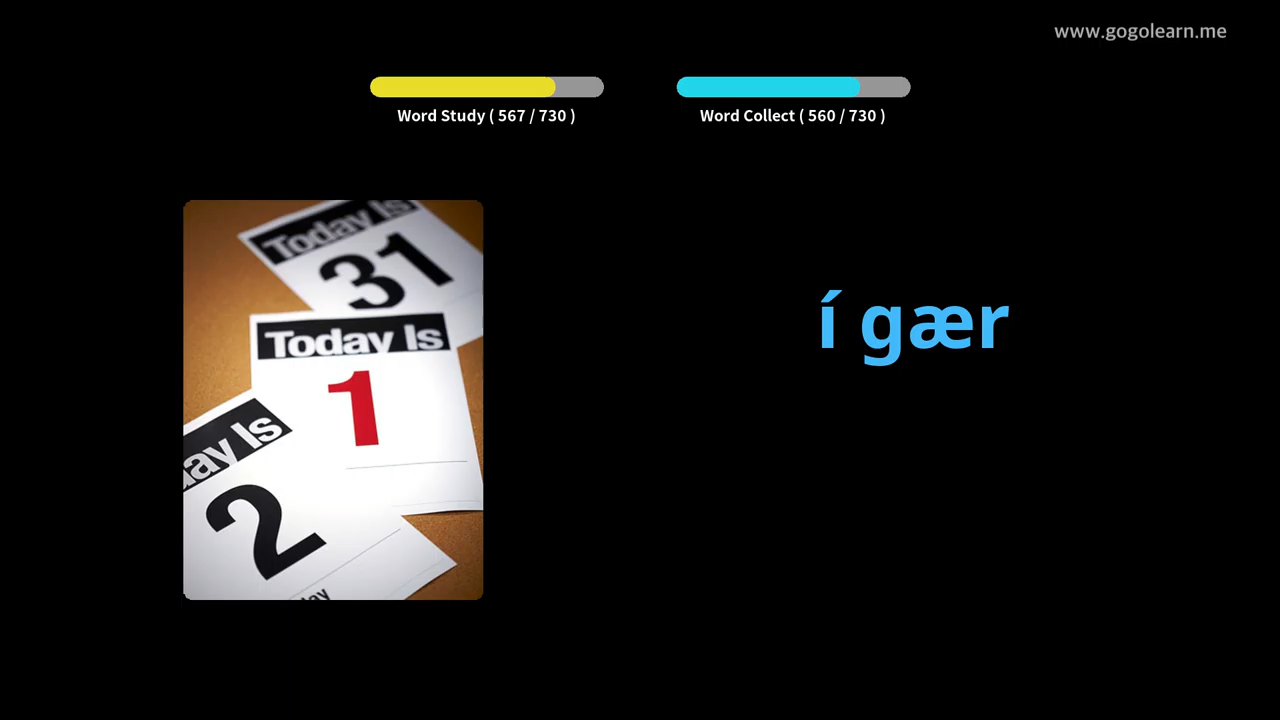 www.gogolearn.me
Word Study ( 567 / 730 )
Word Collect ( 560 / 730 )
Today Is
31
Today Is
1
ay Is
2
ay
í gær